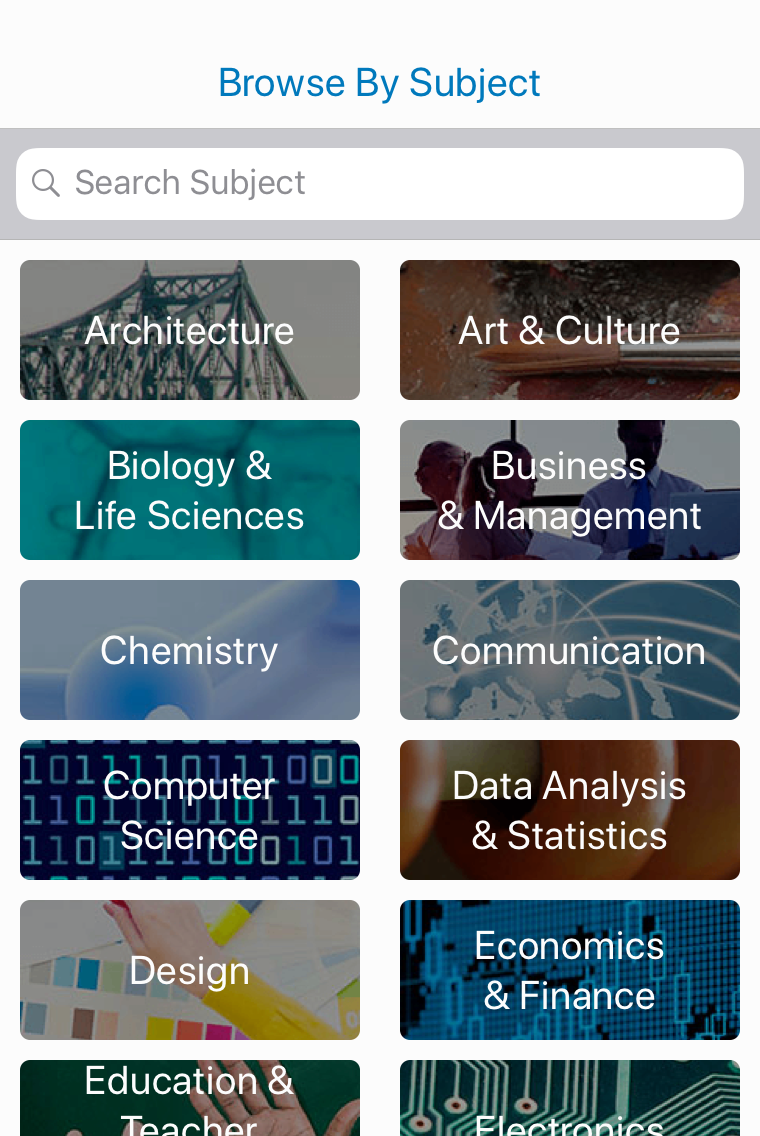 Browse By Subject
Search Subject
Architecture
Art & Culture
Biology &
Life Sciences
Business
& Management
Chemistry
Communication
Computer
Science
Data Analysis
& Statistics
Design
Economics
& Finance
Education &
Teacher
Electronics